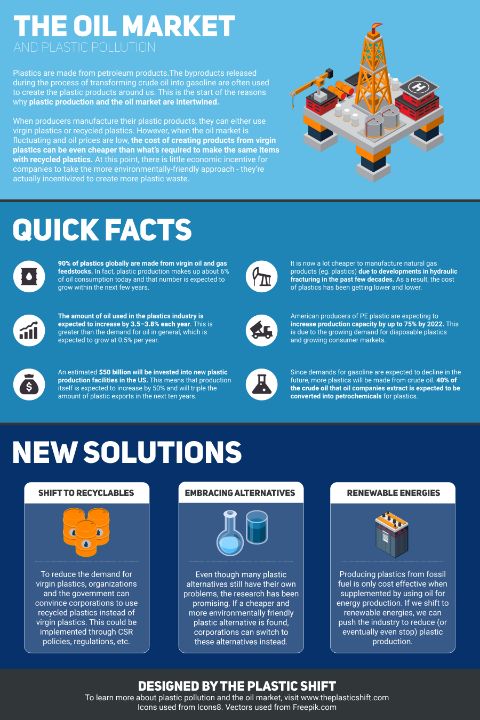 THE OIL MARKET
AND PLASTIC POLLUTION
Plastics are made from petroleum products.The byproducts released
during the process of transforming crude oil into gasoline are often used
to create the plastic products around us. This is the start of the reasons
why plastic production and the oil market are intertwined.
When producers manufacture their plastic products, they can either use
virgin plastics or recycled plastics. However, when the oil market is
fluctuating and oil prices are low, the cost of creating products from virgin
plastics can be even cheaper than what's required to make the same items
with recycled plastics. At this point, there is little economic incentive for
companies to take the more environmentally-friendly approach - they're
actually incentivized to create more plastic waste.
H
QUICK FACTS
90% of plastics globally are made from virgin oil and gas
feedstocks. In fact, plastic production makes up about 6%
of oil consumption today and that number is expected to
grow within the next few years.
It is now a lot cheaper to manufacture natural gas
products (eg. plastics) due to developments in hydraulic
fracturing in the past few decades. As a result, the cost
of plastics has been getting lower and lower.
The amount of oil used in the plastics industry is
expected to increase by 3.5–3.8% each year. This is
greater than the demand for oil in general, which is
expected to grow at 0.5% per year.
American producers of PE plastic are expecting to
increase production capacity by up to 75% by 2022. This
is due to the growing demand for disposable plastics
and growing consumer markets.
$
An estimated $50 billion will be invested into new plastic
production facilities in the US. This means that production
itself is expected to increase by 50% and will triple the
amount of plastic exports in the next ten years.
Since demands for gasoline are expected to decline in the
future, more plastics will be made from crude oil. 40% of
the crude oil that oil companies extract is expected to be
converted into petrochemicals for plastics.
NEW SOLUTIONS
SHIFT TO RECYCLABLES
To reduce the demand for
virgin plastics, organizations
and the government can
convince corporations to use
recycled plastics instead of
virgin plastics. This could be
implemented through CSR
policies, regulations, etc.
EMBRACING ALTERNATIVES
Even though many plastic
alternatives still have their own
problems, the research has been
promising. If a cheaper and
more environmentally friendly
plastic alternative is found,
corporations can switch to
these alternatives instead.
RENEWABLE ENERGIES
Producing plastics from fossil
fuel is only cost effective when
supplemented by using oil for
energy production. If we shift to
renewable energies, we can
push the industry to reduce (or
eventually even stop) plastic
production.
DESIGNED BY THE PLASTIC SHIFT
To learn more about plastic pollution and the oil market, visit www.theplasticshift.com
Icons used from Icons8. Vectors used from Freepik.com